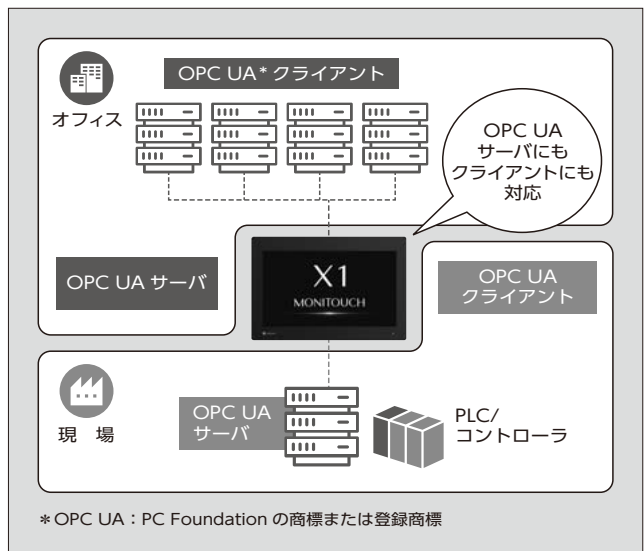 OPC UA* クライアント
オフィス
OPC UA
サーバにも
クライアントにも
対応
OPC UA サーバ
X1
MONITOUCH
OPC UA
クライアント
OPC UA
サーバ
現 場
PLC/
コントローラ
*OPC UA:PC Foundation の商標または登録商標